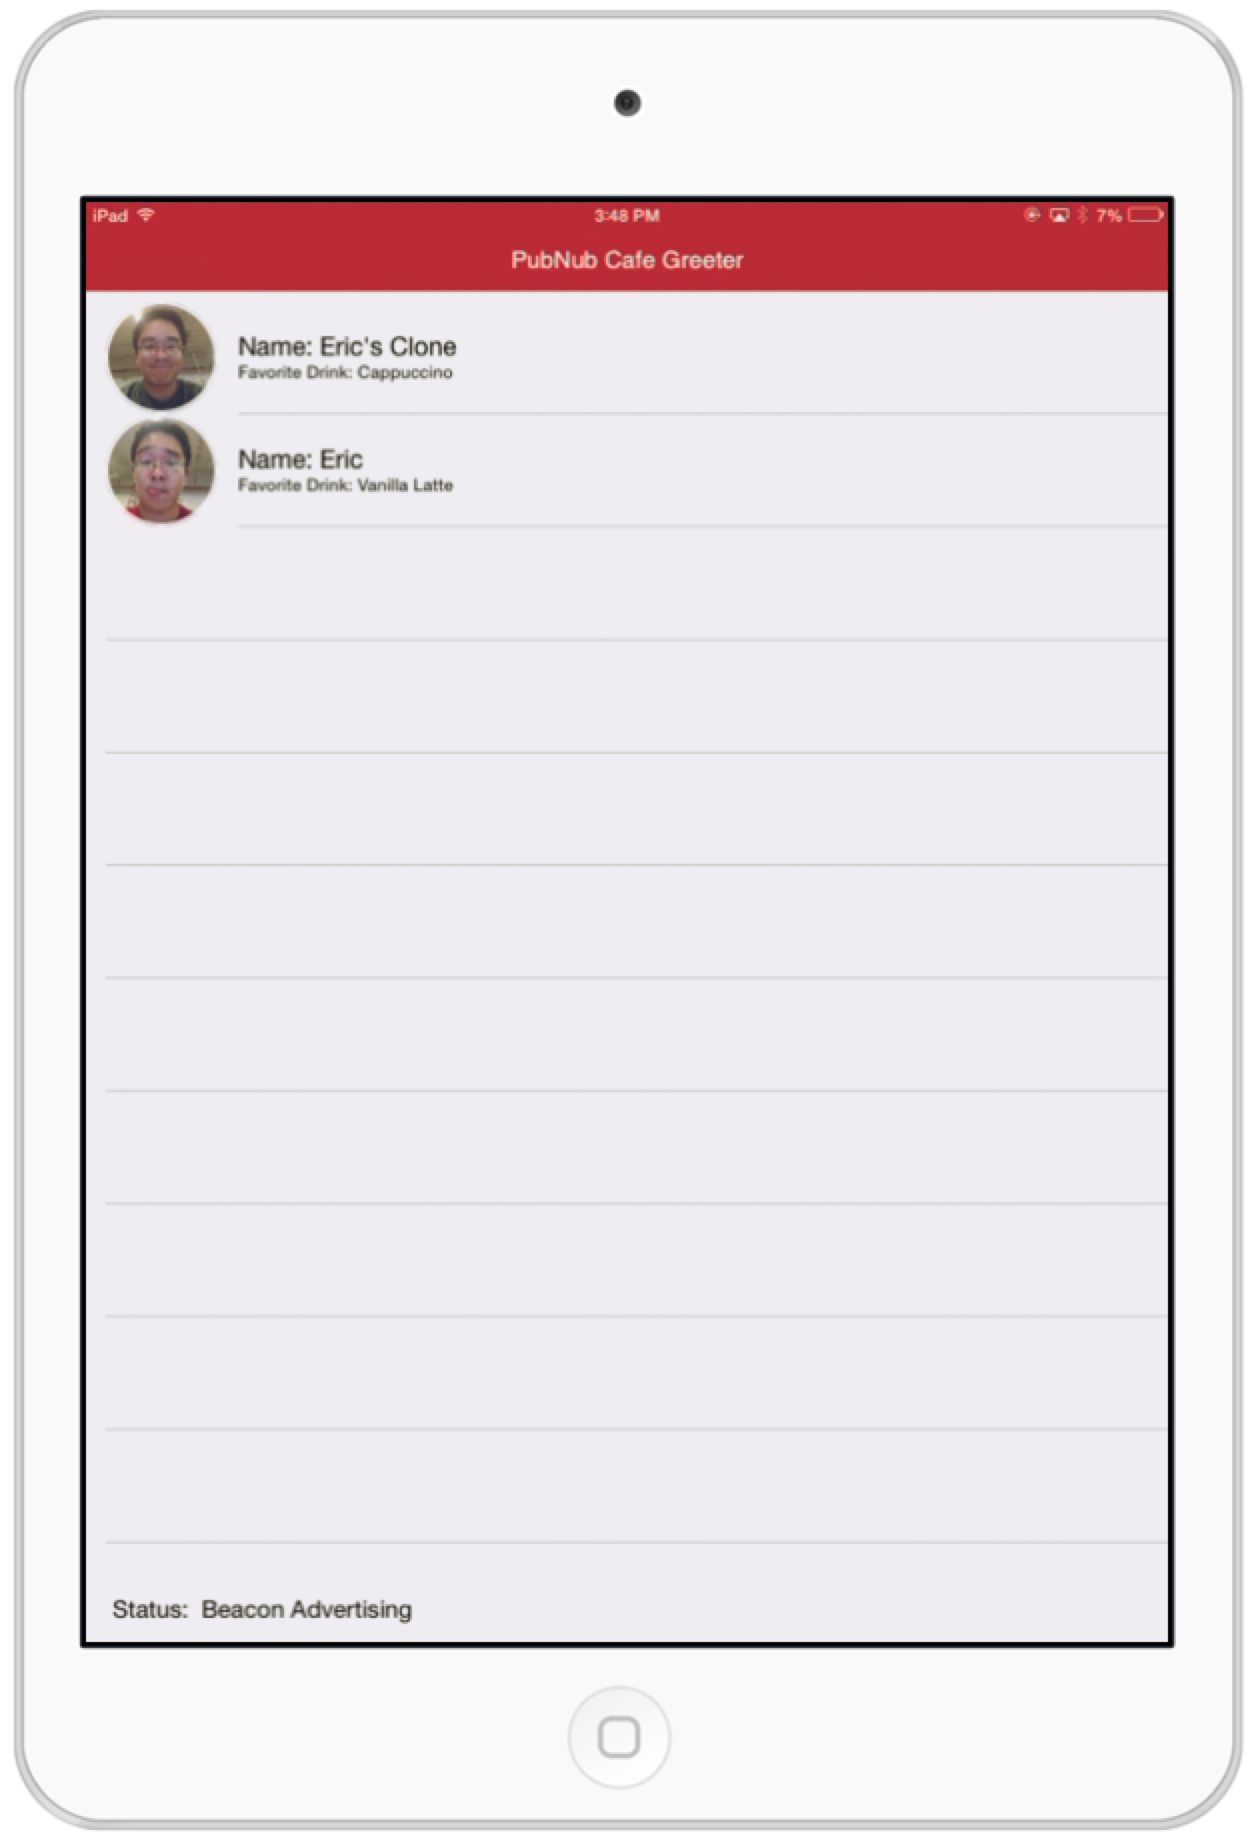 iPad 3:48 PM 7%
PubNub Cafe Greeter
Name: Eric's Clone
Favorite Drink: Cappuccino
Name: Eric
Favorite Drink: Vanilla Latte
Status: Beacon Advertising